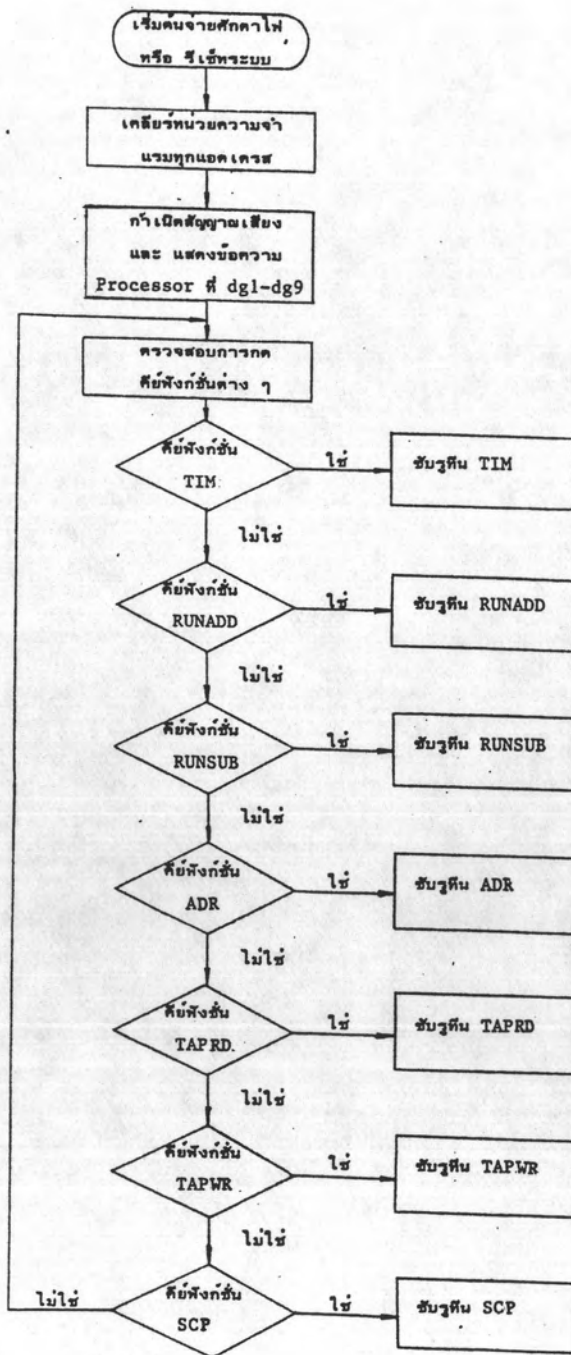 เริ่มต้นจ่ายศักดาไฟ
หรือ รีเซ็ทระบบ
เคลียร์หน่วยความจำ
แรมทุกแอดเดรส
กำเนิดสัญญาณเสียง
และ แสดงข้อความ
Processor ที่ dg1-dg9
ตรวจสอบการกด
คีย์ฟังก์ชันต่าง ๆ
คีย์ฟังก์ชัน
TIM
ใช่
ซับรูทีน TIM
ไม่ใช่
คีย์ฟังก์ชัน
RUNADD
ใช่
ซับรูทีน RUNADD
ไม่ใช่
คีย์ฟังก์ชัน
RUNSUB
ใช่
ซับรูทีน RUNSUB
ไม่ใช่
คีย์ฟังก์ชัน
ADR
ใช่
ซับรูทีน ADR
ไม่ใช่
คีย์ฟังชัน
TAPRD
ใช่
ซับรูทีน TAPRD
ไม่ใช่
คีย์ฟังก์ชัน
TAPWR
ใช่
ซับรูทีน TAPWR
ไม่ใช่
ไม่ใช่
คีย์ฟังก์ชัน
SCP
ใช่
ซับรูทีน SCP